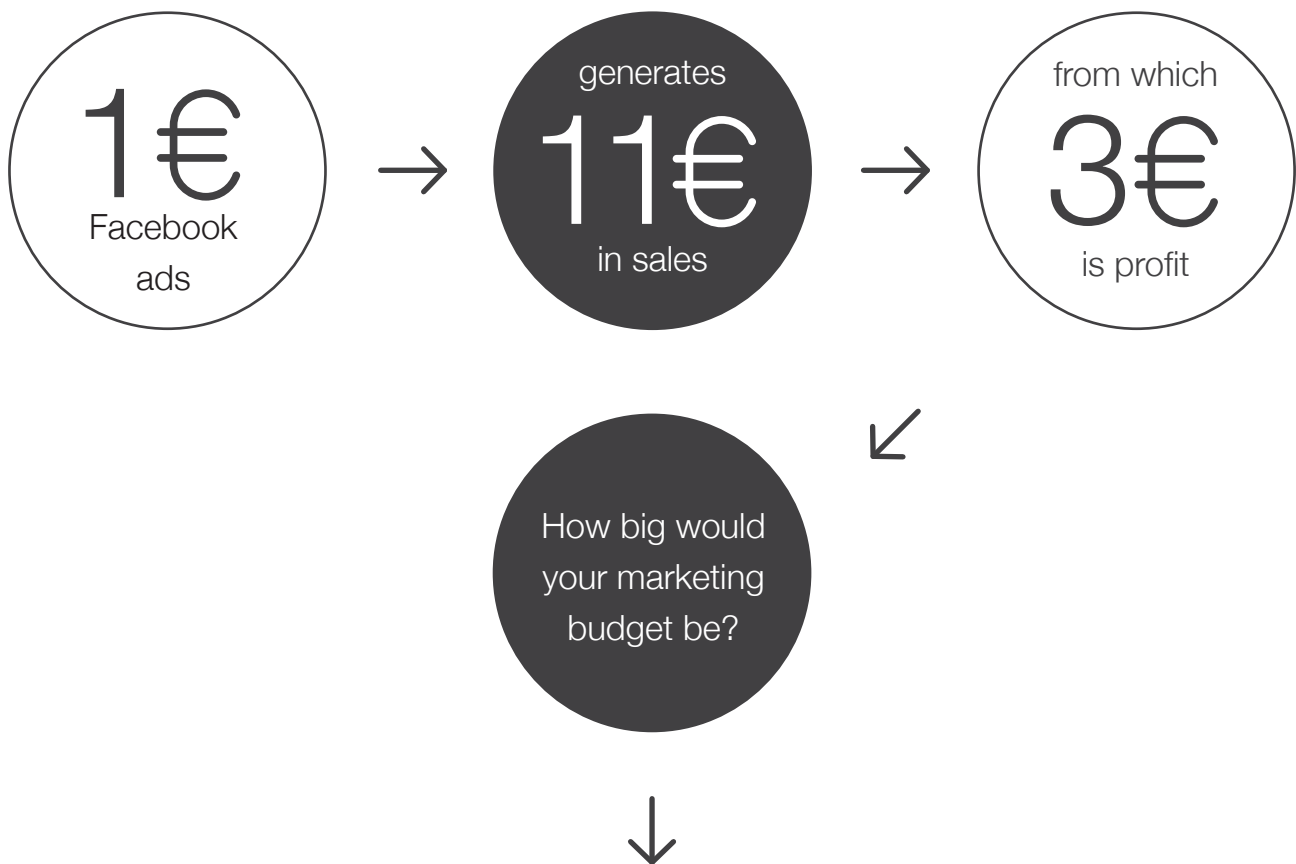 1€
Facebook
ads
generates
11€
in sales
from which
3€
is profit
How big would
your marketing
budget be?